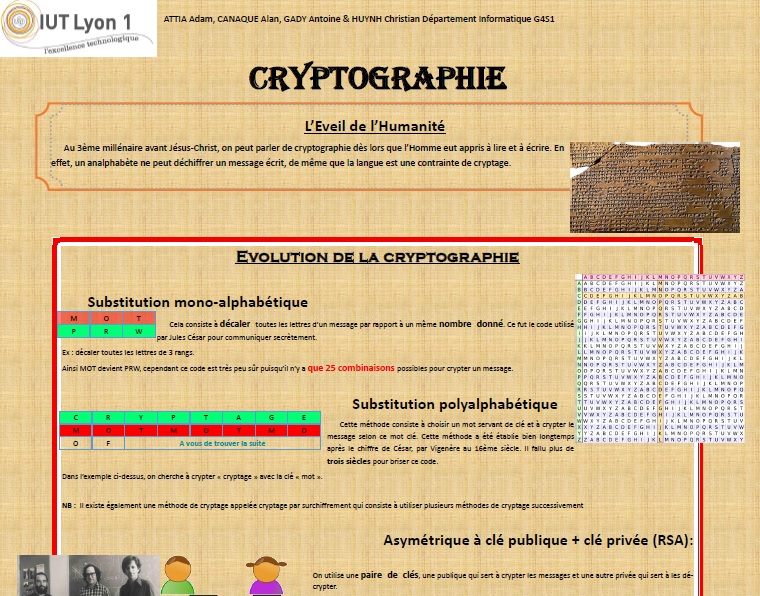 IUT Lyon 1
l'excellence technologique
ATTIA Adam, CANAQUE Alan, GADY Antoine & HUYNH Christian Département Informatique G4S1
CRYPTOGRAPHIE
L'Eveil de l'Humanité
Au 3ème millénaire avant Jésus-Christ, on peut parler de cryptographie dès lors que l'Homme eut appris à lire et à écrire. En
effet, un analphabète ne peut déchiffrer un message écrit, de même que la langue est une contrainte de cryptage.
EVOLUTION DE LA CRYPTOGRAPHIE
Substitution mono-alphabétique
M O T
P R W
Cela consiste à décaler toutes les lettres d'un message par rapport à un même nombre donné. Ce fut le code utilisé
par Jules César pour communiquer secrètement.
Ex : décaler toutes les lettres de 3 rangs.
Ainsi MOT devient PRW, cependant ce code est très peu sûr puisqu'il n'y a que 25 combinaisons possibles pour crypter un message.
Substitution polyalphabétique
C R Y P T A G E
M O T M O T M O
O F A vous de trouver la suite
Cette méthode consiste à choisir un mot servant de clé et à crypter le
message selon ce mot clé. Cette méthode a été établie bien longtemps
après le chiffre de César, par Vigenère au 16ème siècle. Il fallu plus de
trois siècles pour briser ce code.
Dans l'exemple ci-dessus, on cherche à crypter « cryptage » avec la clé « mot ».
NB : Il existe également une méthode de cryptage appelée cryptage par surchiffrement qui consiste à utiliser plusieurs méthodes de cryptage successivement
Asymétrique à clé publique + clé privée (RSA):
On utilise une paire de clés, une publique qui sert à crypter les messages et une autre privée qui sert à les dé-
crypter.